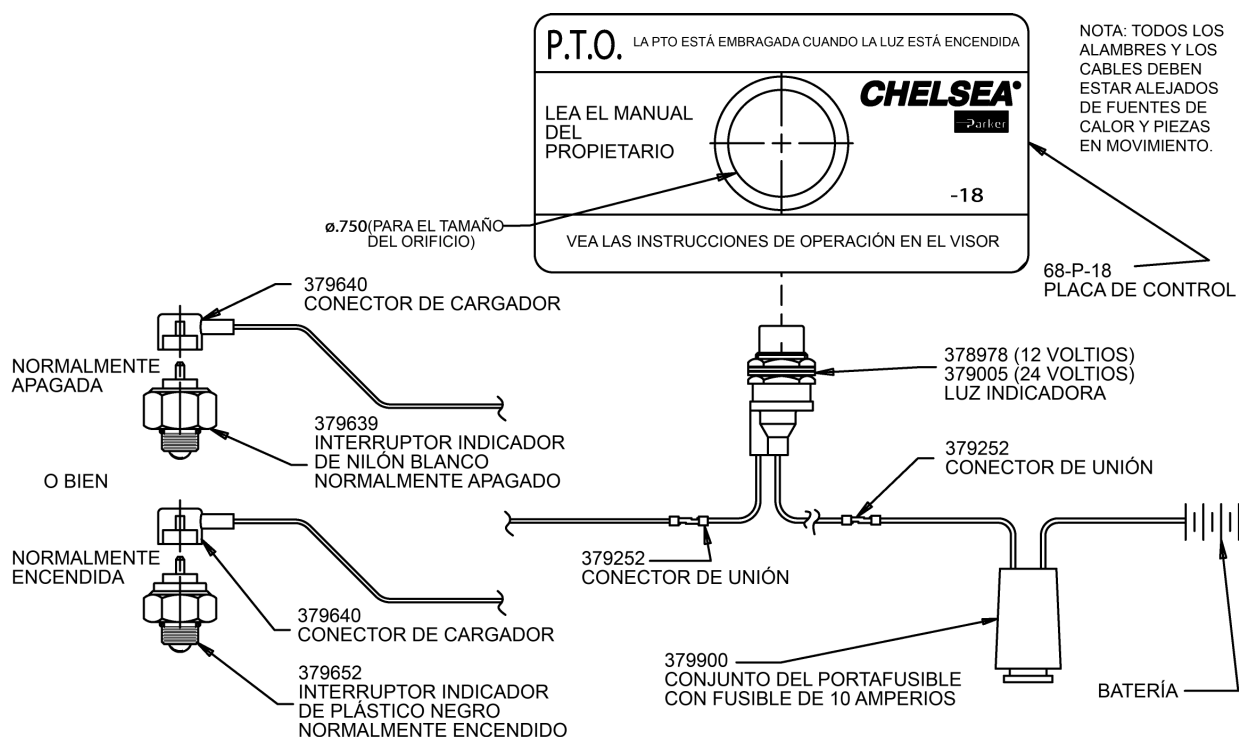 P.T.O. LA PTO ESTÁ EMBRAGADA CUANDO LA LUZ ESTÁ ENCENDIDA
LEA EL MANUAL
DEL
PROPIETARIO
CHELSEA
Parker
-18
VEA LAS INSTRUCCIONES DE OPERACIÓN EN EL VISOR
NOTA: TODOS LOS
ALAMBRES Y LOS
CABLES DEBEN
ESTAR ALEJADOS
DE FUENTES DE
CALOR Y PIEZAS
EN MOVIMIENTO.
ø.750(PARA EL TAMAÑO
DEL ORIFICIO)
68-P-18
PLACA DE CONTROL
379640
CONECTOR DE CARGADOR
NORMALMENTE
APAGADA
379639
INTERRUPTOR INDICADOR
DE NILÓN BLANCO
NORMALMENTE APAGADO
378978 (12 VOLTIOS)
379005 (24 VOLTIOS)
LUZ INDICADORA
O BIEN
379252
CONECTOR DE UNIÓN
NORMALMENTE
ENCENDIDA
379252
CONECTOR DE UNIÓN
379640
CONECTOR DE CARGADOR
379652
INTERRUPTOR INDICADOR
DE PLÁSTICO NEGRO
NORMALMENTE ENCENDIDO
379900
CONJUNTO DEL PORTAFUSIBLE
CON FUSIBLE DE 10 AMPERIOS
BATERÍA